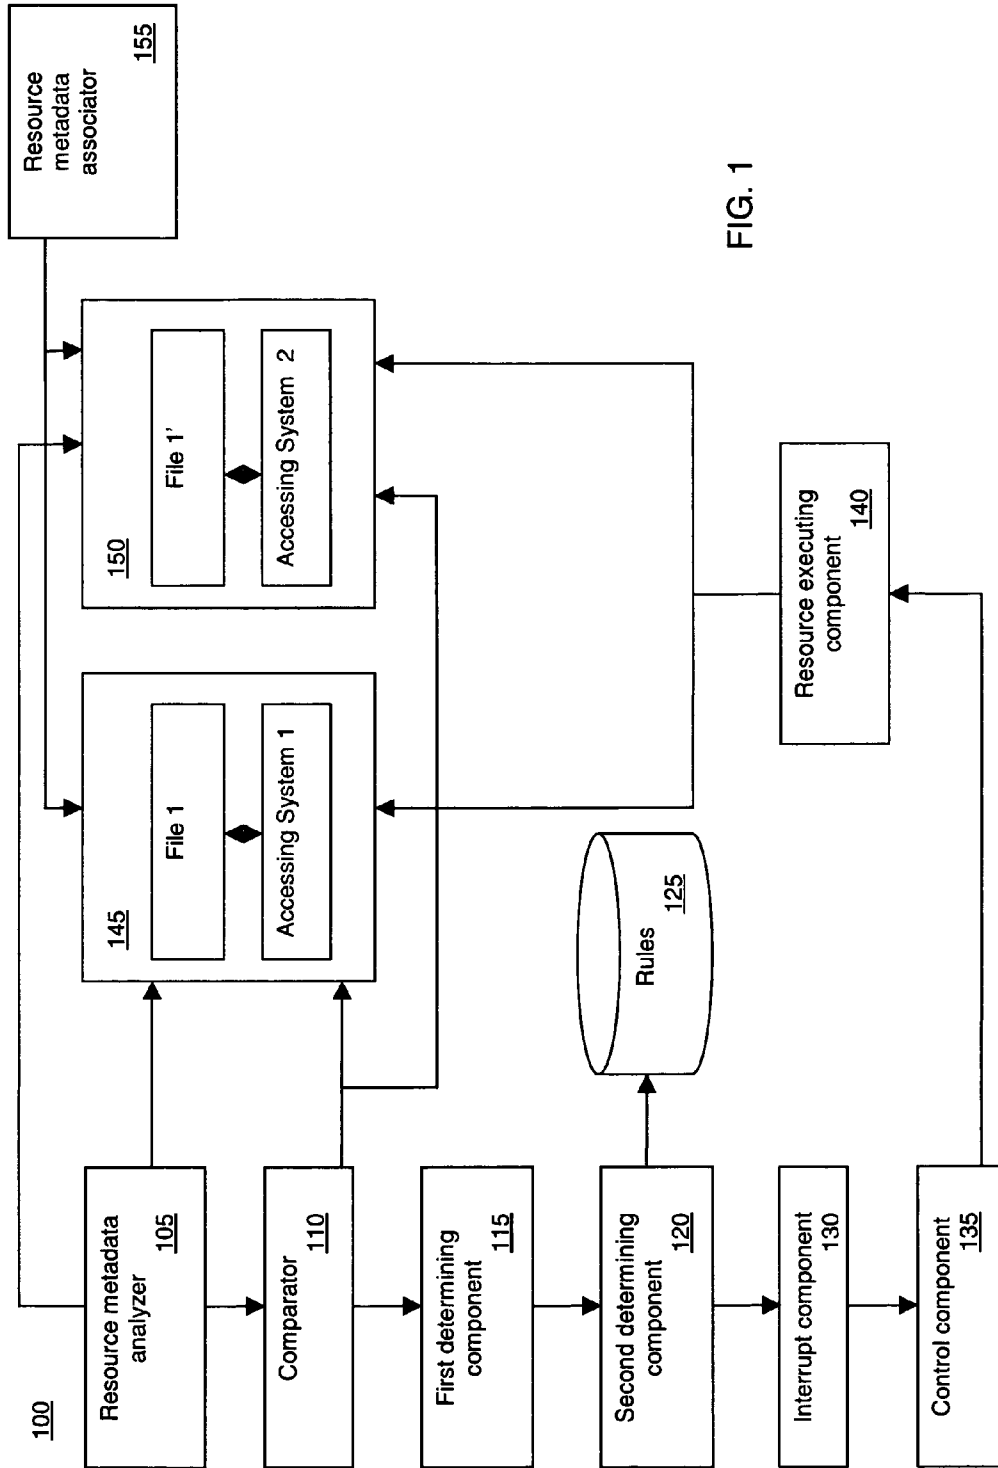 100
Resource metadata
analyzer
105
Comparator
110
First determining
component
115
Second determining
component
120
Interrupt component
130
Control component
135
Rules
125
145
File 1
Accessing System 1
150
File 1'
Accessing System 2
Resource executing
component
140
Resource
metadata
associator
155
FIG. 1